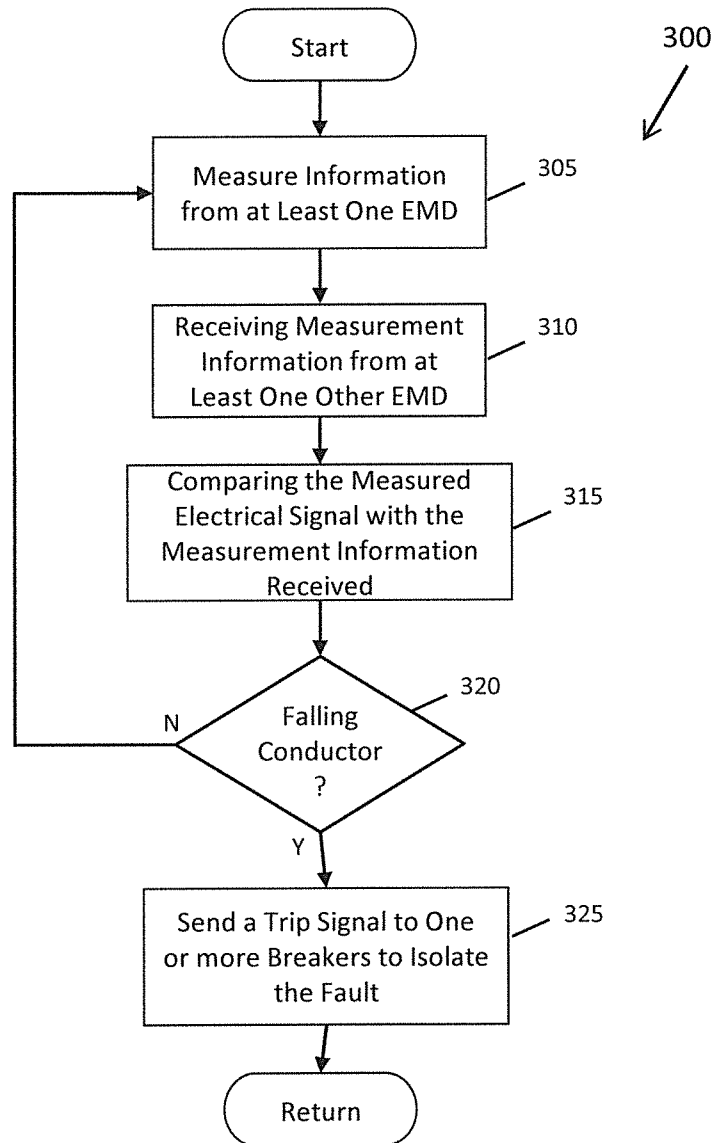 Start
300
Measure Information
from at Least One EMD
305
Receiving Measurement
Information from at
Least One Other EMD
310
Comparing the Measured
Electrical Signal with the
Measurement Information
Received
315
Falling
Conductor
?
320
N
Y
Send a Trip Signal to One
or more Breakers to Isolate
the Fault
325
Return